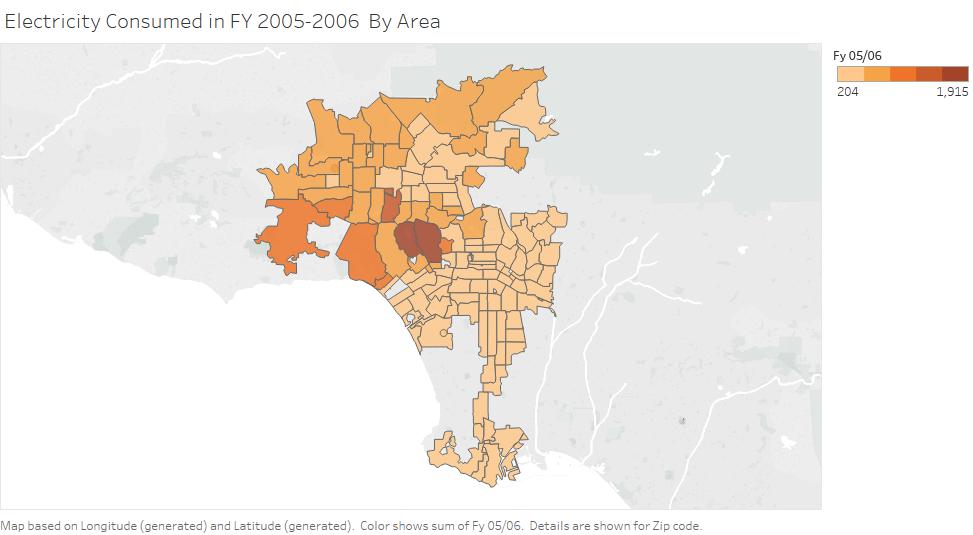 Electricity Consumed in FY 2005-2006 By Area
Fy 05/06
204 1,915
Map based on Longitude (generated) and Latitude (generated). Color shows sum of Fy 05/06. Details are shown for Zip code.